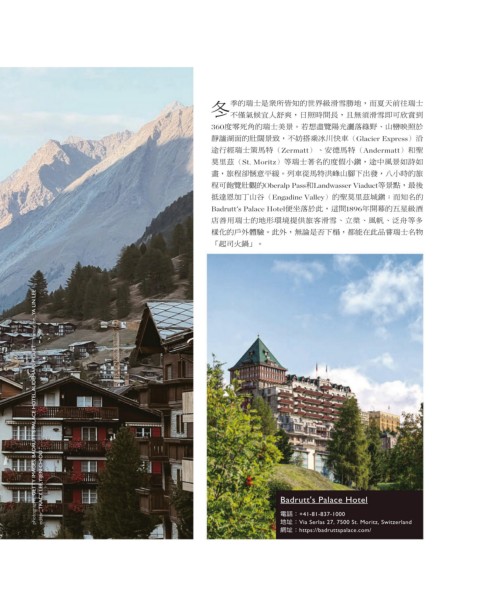 冬季的瑞士是眾所皆知的世界級滑雪勝地，而夏天前往瑞士
不僅氣候宜人舒爽，日照時間長，且無須滑雪即可欣賞到
360度零死角的瑞士美景。若想盡覽陽光灑落綠野、山巒映照於
靜謐湖面的壯闊景致，不妨搭乘冰川快車（Glacier Express）沿
途行經瑞士策馬特（Zermatt）、安德馬特（Andermatt）和聖
莫里茲（St. Moritz）等瑞士著名的度假小鎮，途中風景如詩如
畫，旅程卻愜意平緩。列車從馬特洪峰山腳下出發，八小時的旅
程可飽覽壯觀的Oberalp Pass和Landwasser Viaduct等景點，最後
抵達恩加丁山谷（Engadine Valley）的聖莫里茲城鎮；而知名的
Badrutt's Palace Hotel便坐落於此，這間1896年開幕的五星級酒
店善用瑞士的地形環境提供旅客滑雪、立槳、風帆、泛舟等多
樣化的戶外體驗。此外，無論是否下榻，都能在此品嘗瑞士名物
「起司火鍋」。
Badrutt's Palace Hotel
電話：+41-81-837-1000
地址：Via Serlas 27, 7500 St. Moritz, Switzerland
網址：https://badruttspalace.com/